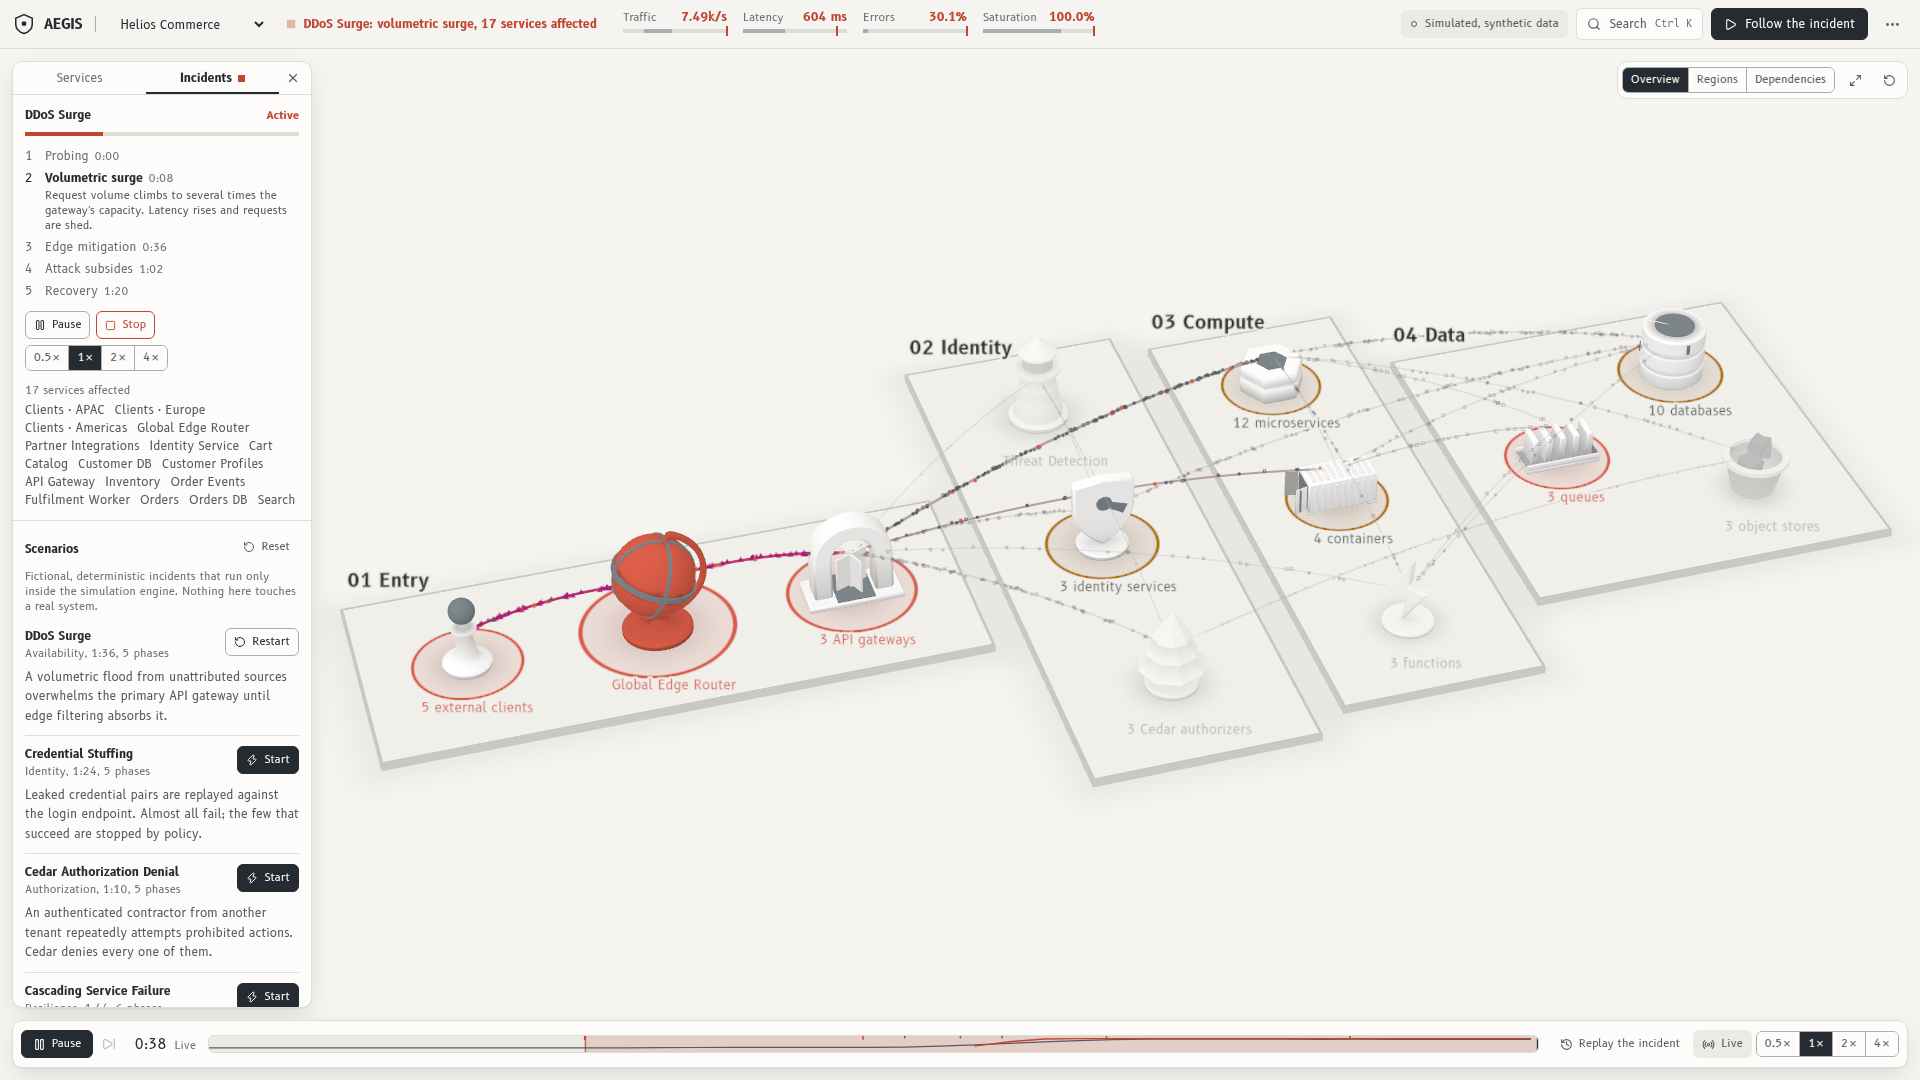 AEGIS
Helios Commerce
DDoS Surge: volumetric surge, 17 services affected
Traffic 7.49k/s
Latency 604 ms
Errors 30.1%
Saturation 100.0%
Simulated, synthetic data
Search Ctrl K
Follow the incident
Services
Incidents
Overview
Regions
Dependencies
DDoS Surge
Active
1 Probing 0:00
2 Volumetric surge 0:08
Request volume climbs to several times the
gateway's capacity. Latency rises and requests
are shed.
3 Edge mitigation 0:36
4 Attack subsides 1:02
5 Recovery 1:20
Pause
Stop
0.5× 1× 2× 4×
17 services affected
Clients · APAC Clients · Europe
Clients · Americas Global Edge Router
Partner Integrations Identity Service Cart
Catalog Customer DB Customer Profiles
API Gateway Inventory Order Events
Fulfilment Worker Orders Orders DB Search
Scenarios
Reset
Fictional, deterministic incidents that run only
inside the simulation engine. Nothing here touches
a real system.
DDoS Surge
Availability, 1:36, 5 phases
Restart
A volumetric flood from unattributed sources
overwhelms the primary API gateway until
edge filtering absorbs it.
Credential Stuffing
Identity, 1:24, 5 phases
Start
Leaked credential pairs are replayed against
the login endpoint. Almost all fail; the few that
succeed are stopped by policy.
Cedar Authorization Denial
Authorization, 1:10, 5 phases
Start
An authenticated contractor from another
tenant repeatedly attempts prohibited actions.
Cedar denies every one of them.
Cascading Service Failure
Start
01 Entry
5 external clients
Global Edge Router
3 API gateways
02 Identity
Threat Detection
3 identity services
3 Cedar authorizers
03 Compute
12 microservices
4 containers
3 functions
04 Data
10 databases
3 queues
3 object stores
Pause
0:38 Live
Replay the incident
Live
0.5× 1× 2× 4×